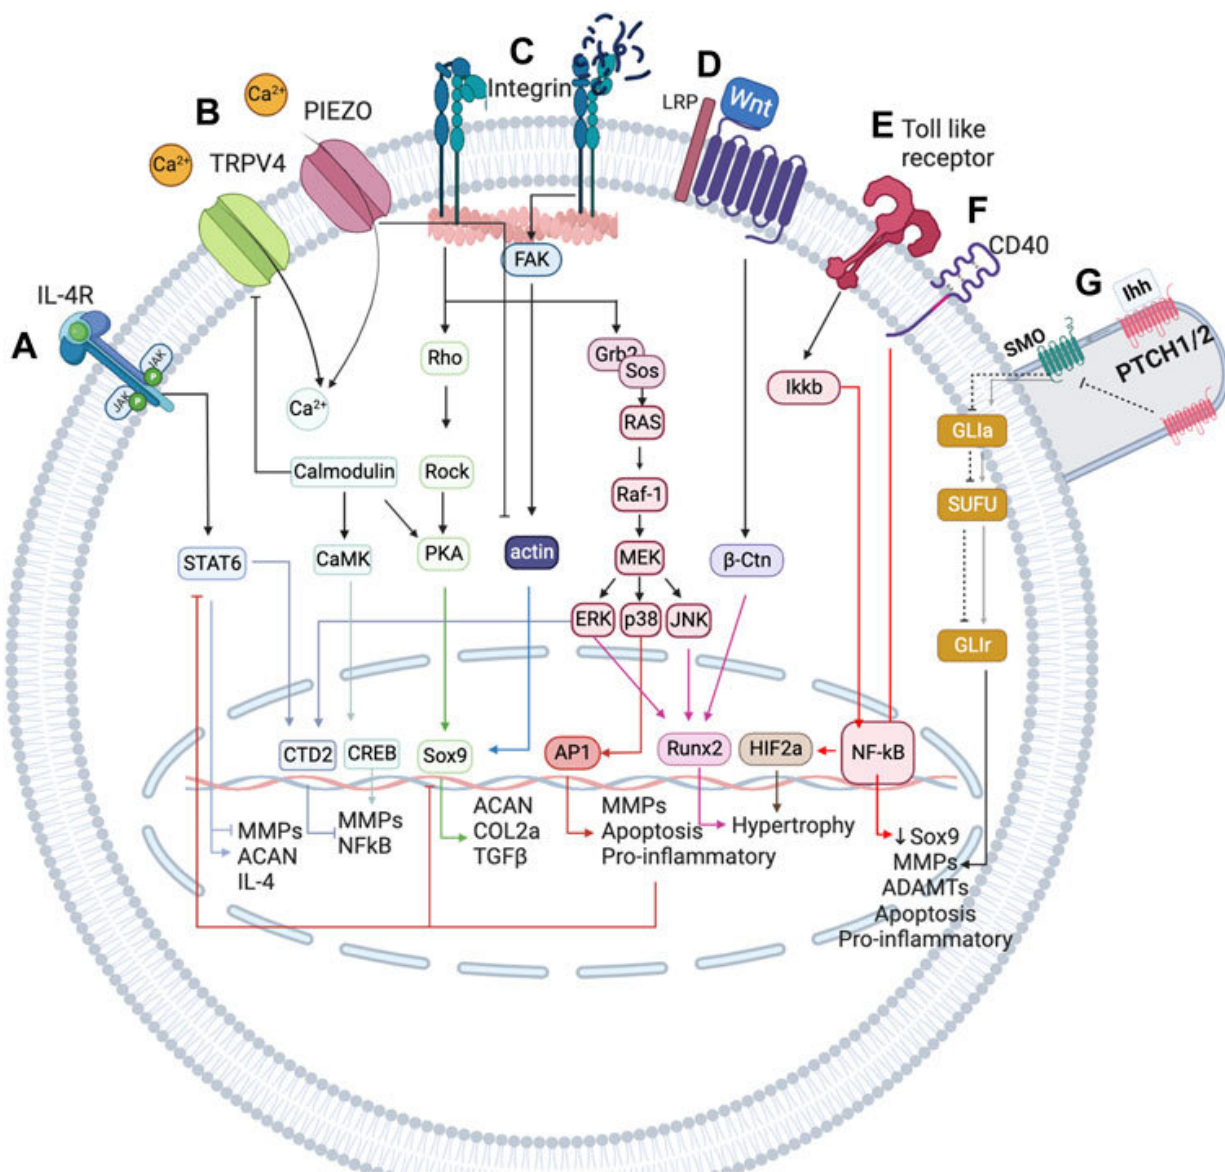 A
IL-4R
JAK
P
JAK
P
B
Ca²⁺
Ca²⁺
TRPV4
PIEZO
C
Integrin
D
LRP
Wnt
E
Toll like
receptor
F
CD40
G
Ihh
SMO
PTCH1/2
FAK
Rho
Grb2
Sos
Ikkb
Ca²⁺
RAS
GLIa
Calmodulin
Rock
Raf-1
SUFU
STAT6
CaMK
PKA
actin
MEK
β-Ctn
ERK
p38
JNK
GLIr
CTD2
CREB
Sox9
AP1
Runx2
HIF2a
NF-kB
MMPs
ACAN
IL-4
MMPs
NFkB
ACAN
COL2a
TGFβ
MMPs
Apoptosis
Pro-inflammatory
Hypertrophy
↓Sox9
MMPs
ADAMTs
Apoptosis
Pro-inflammatory